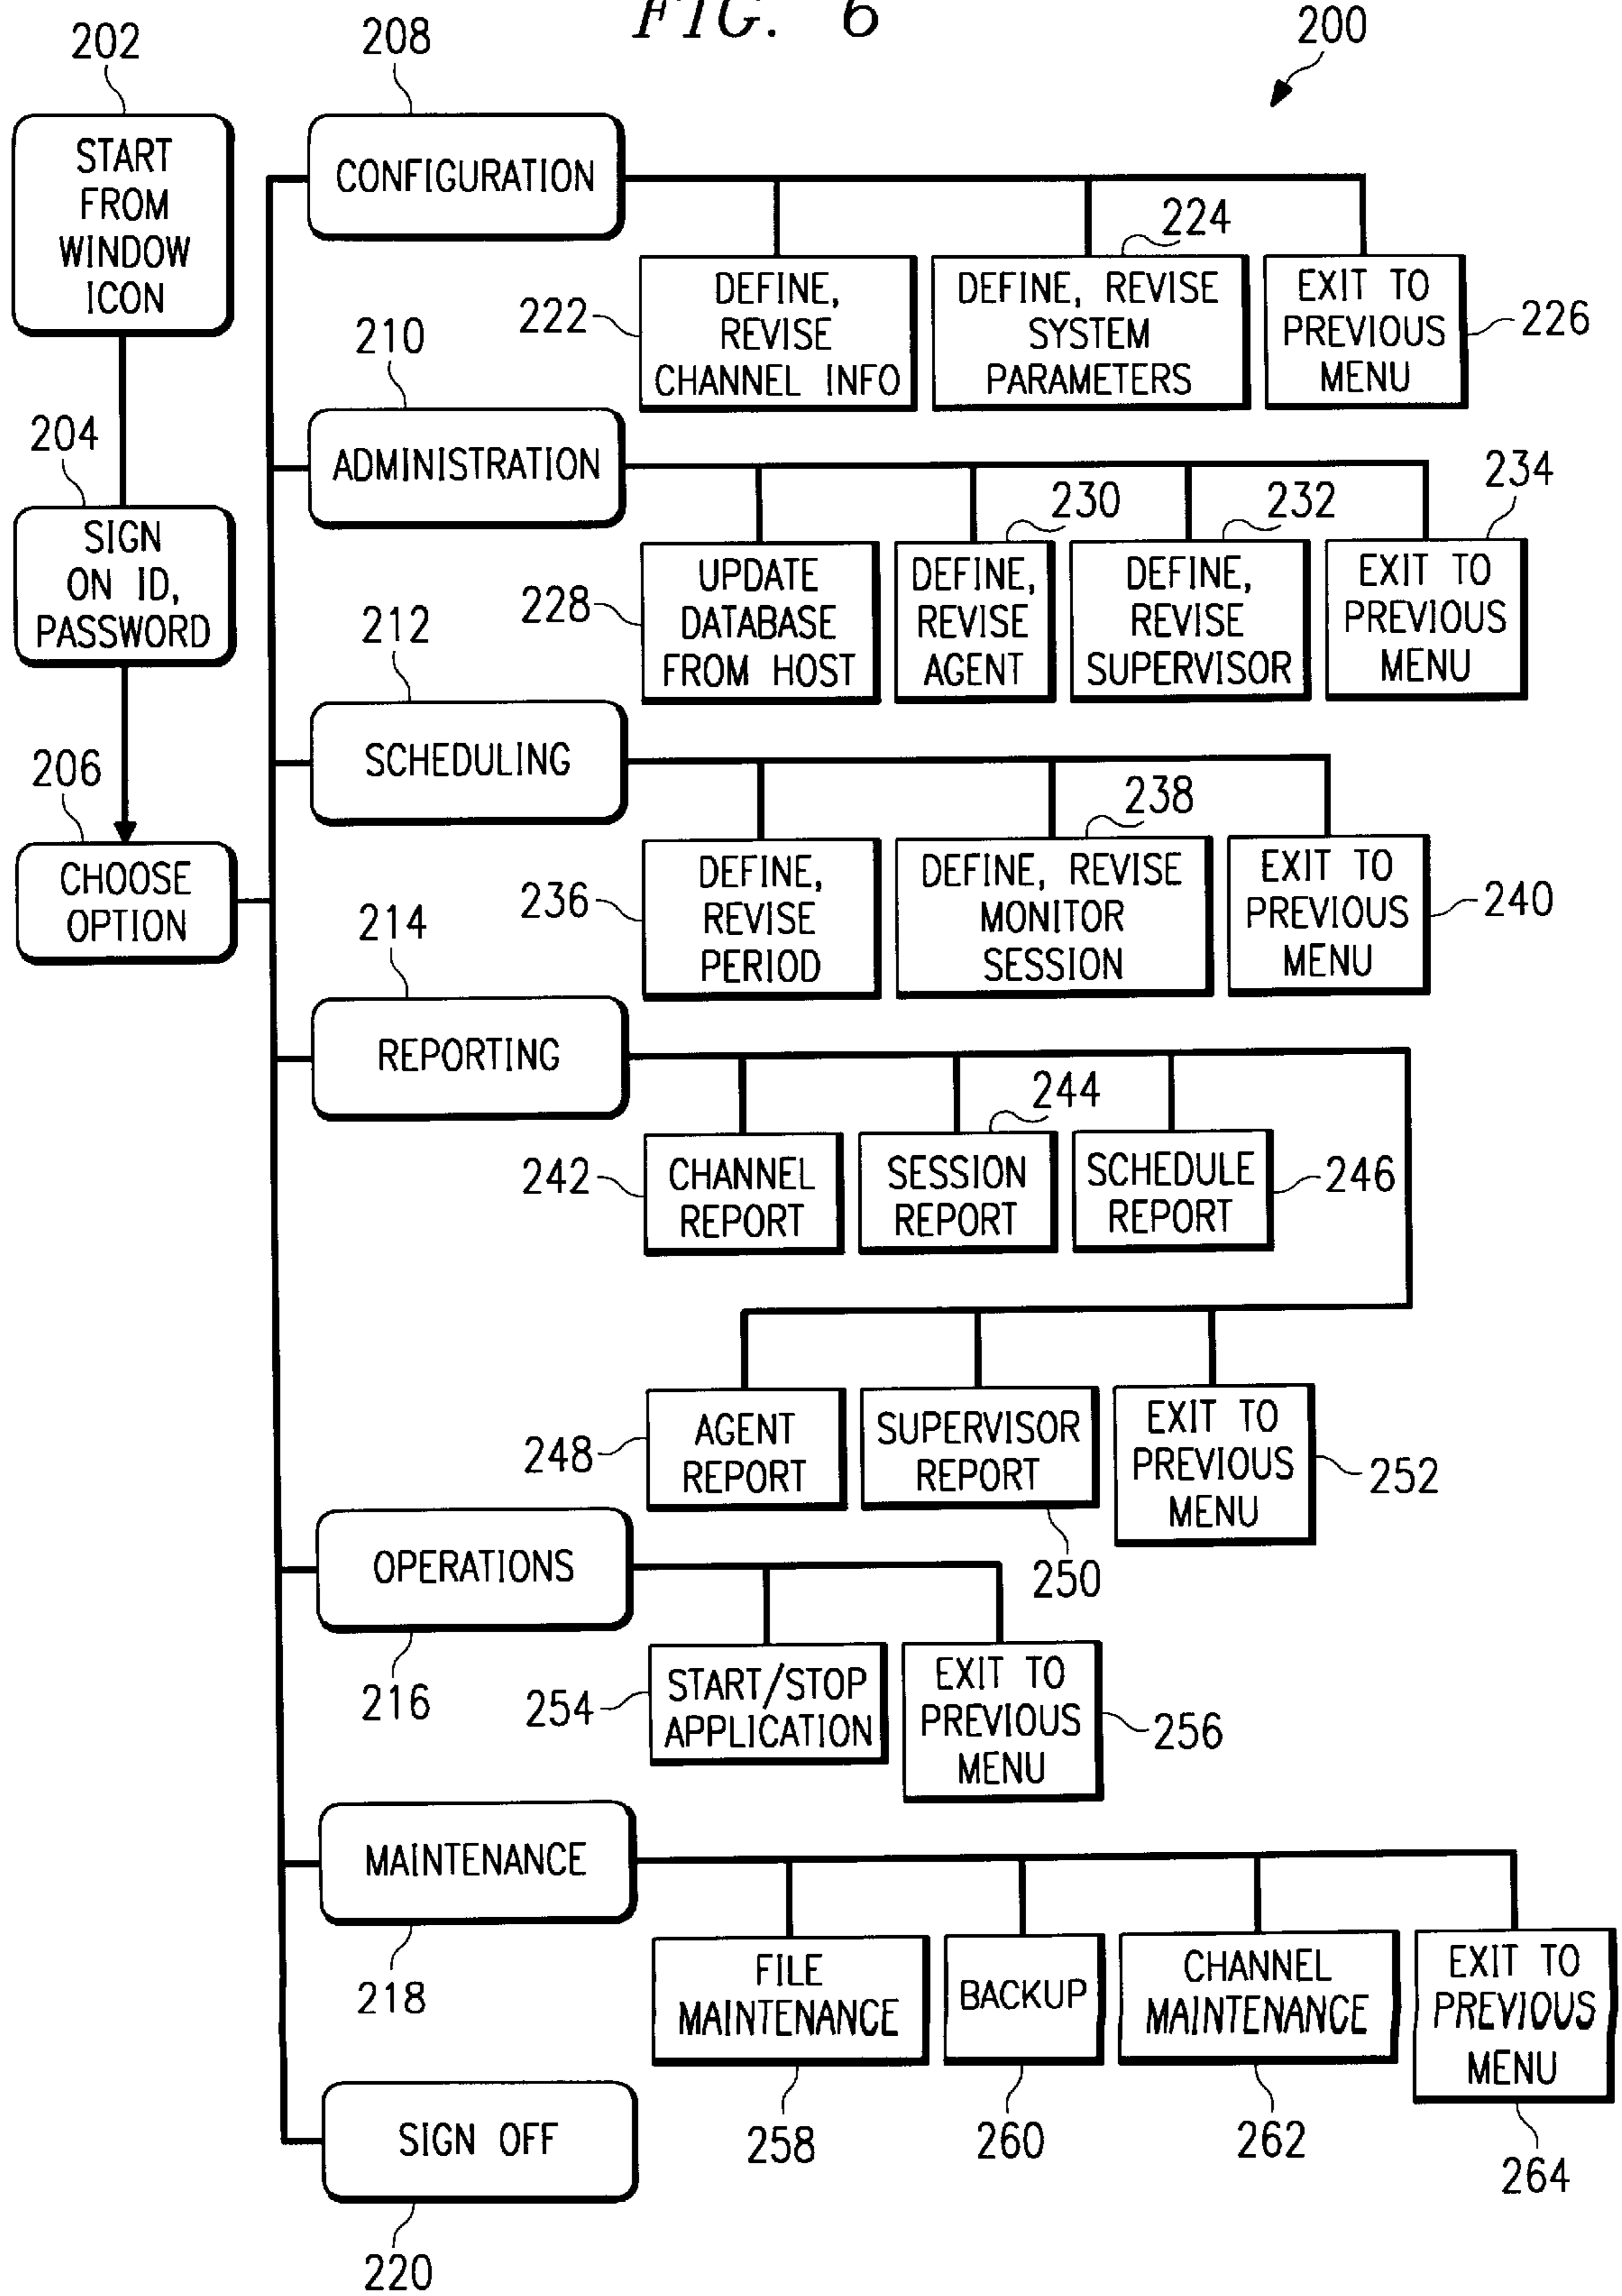 FIG. 6
200
202
START
FROM
WINDOW
ICON
204
SIGN
ON ID,
PASSWORD
206
CHOOSE
OPTION
208
CONFIGURATION
222
DEFINE,
REVISE
CHANNEL INFO
224
DEFINE, REVISE
SYSTEM
PARAMETERS
EXIT TO
PREVIOUS
MENU
226
210
ADMINISTRATION
228
UPDATE
DATABASE
FROM HOST
230
DEFINE,
REVISE
AGENT
232
DEFINE,
REVISE
SUPERVISOR
234
EXIT TO
PREVIOUS
MENU
212
SCHEDULING
236
DEFINE,
REVISE
PERIOD
238
DEFINE, REVISE
MONITOR
SESSION
EXIT TO
PREVIOUS
MENU
240
214
REPORTING
242
CHANNEL
REPORT
244
SESSION
REPORT
SCHEDULE
REPORT
246
248
AGENT
REPORT
SUPERVISOR
REPORT
250
EXIT TO
PREVIOUS
MENU
252
OPERATIONS
216
254
START/STOP
APPLICATION
EXIT TO
PREVIOUS
MENU
256
MAINTENANCE
218
FILE
MAINTENANCE
258
BACKUP
260
CHANNEL
MAINTENANCE
262
EXIT TO
PREVIOUS
MENU
264
SIGN OFF
220